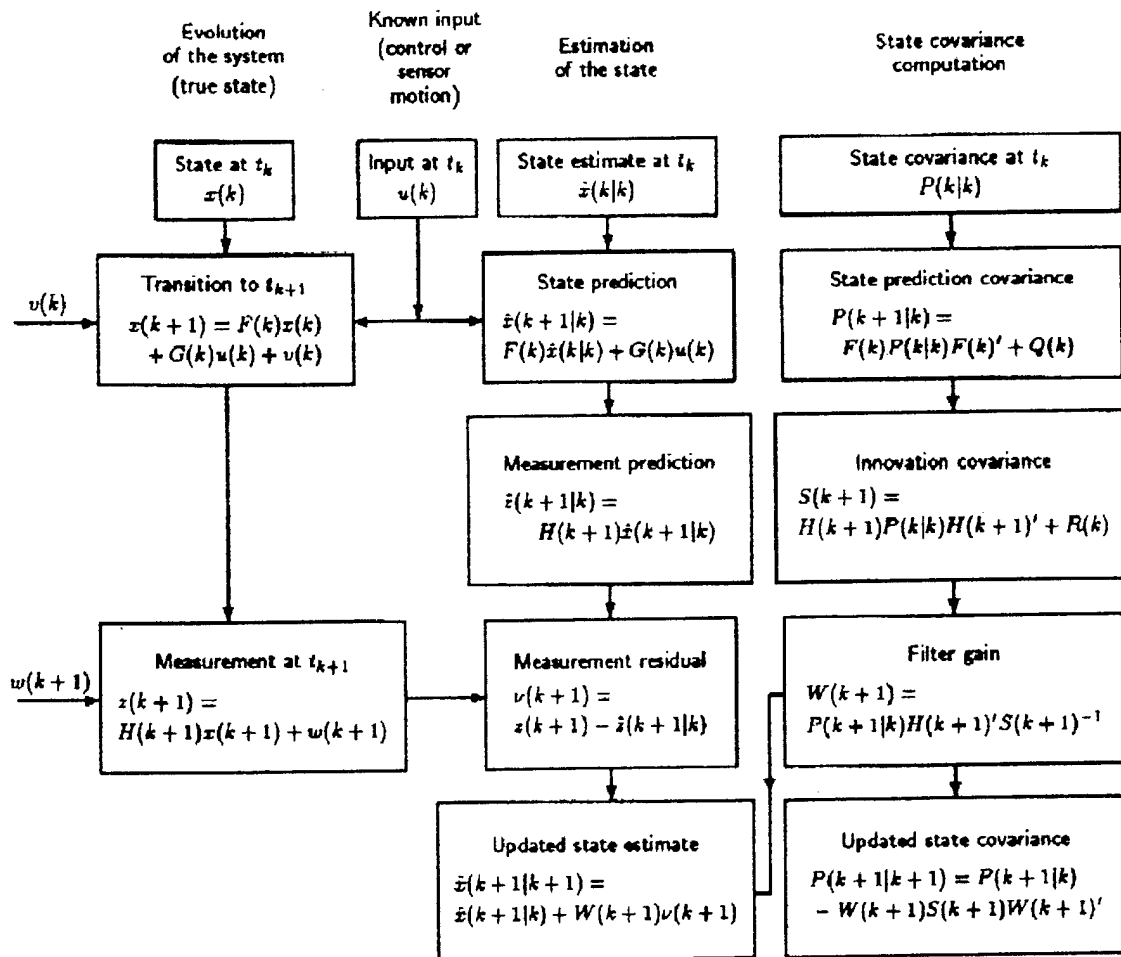 Evolution
of the system
(true state)
Known input
(control or
sensor
motion)
Estimation
of the state
State covariance
computation
State at t_k
x(k)
Input at t_k
u(k)
State estimate at t_k
x̂(k|k)
State covariance at t_k
P(k|k)
v(k)
Transition to t_{k+1}
x(k + 1) = F(k)x(k)
+ G(k)u(k) + v(k)
State prediction
x̂(k + 1|k) =
F(k)x̂(k|k) + G(k)u(k)
State prediction covariance
P(k + 1|k) =
F(k)P(k|k)F(k)′ + Q(k)
Measurement prediction
ẑ(k + 1|k) =
H(k + 1)x̂(k + 1|k)
Innovation covariance
S(k + 1) =
H(k + 1)P(k|k)H(k + 1)′ + R(k)
w(k + 1)
Measurement at t_{k+1}
z(k + 1) =
H(k + 1)x(k + 1) + w(k + 1)
Measurement residual
ν(k + 1) =
z(k + 1) − ẑ(k + 1|k)
Filter gain
W(k + 1) =
P(k + 1|k)H(k + 1)′S(k + 1)⁻¹
Updated state estimate
x̂(k + 1|k + 1) =
x̂(k + 1|k) + W(k + 1)ν(k + 1)
Updated state covariance
P(k + 1|k + 1) = P(k + 1|k)
− W(k + 1)S(k + 1)W(k + 1)′